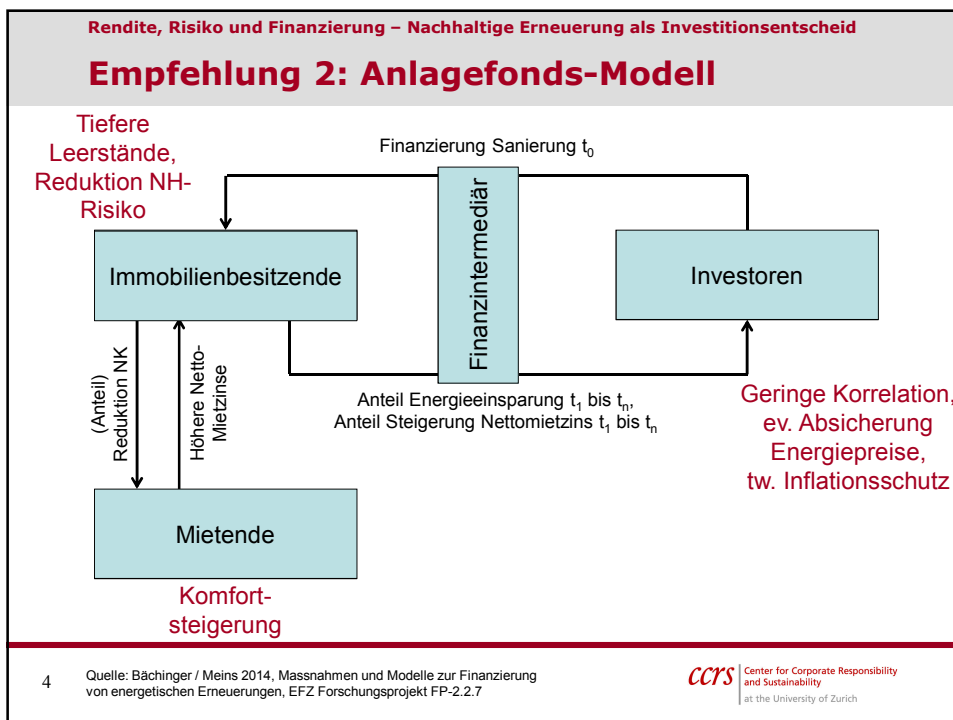 Rendite, Risiko und Finanzierung – Nachhaltige Erneuerung als Investitionsentscheid
Empfehlung 2: Anlagefonds-Modell
Tiefere
Leerstände,
Reduktion NH-
Risiko
Finanzierung Sanierung t0
Immobilienbesitzende
Finanzintermediär
Investoren
(Anteil)
Reduktion NK
Höhere Netto-
Mietzinse
Anteil Energieeinsparung t1 bis tn,
Anteil Steigerung Nettomietzins t1 bis tn
Geringe Korrelation,
ev. Absicherung
Energiepreise,
tw. Inflationsschutz
Mietende
Komfort-
steigerung
4
Quelle: Bächinger / Meins 2014, Massnahmen und Modelle zur Finanzierung
von energetischen Erneuerungen, EFZ Forschungsprojekt FP-2.2.7
ccrs
Center for Corporate Responsibility
and Sustainability
at the University of Zurich